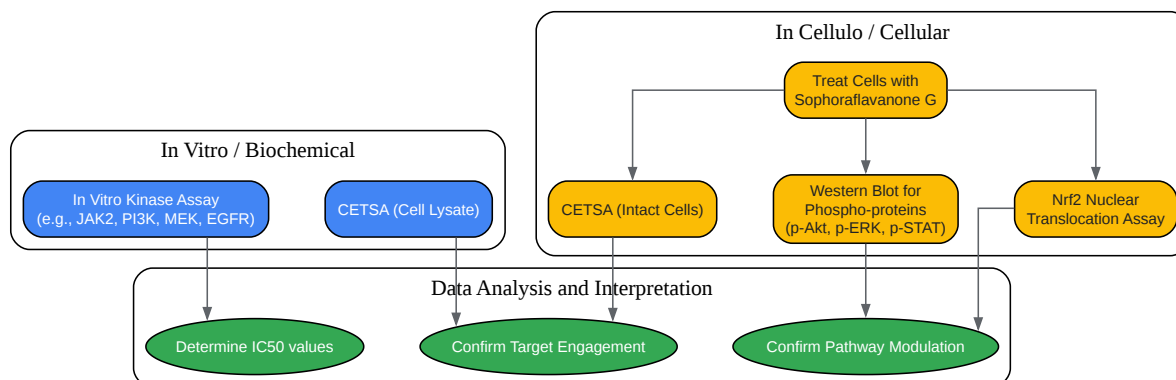 In Cellulo / Cellular
Treat Cells with
Sophoraflavanone G
In Vitro / Biochemical
In Vitro Kinase Assay
(e.g., JAK2, PI3K, MEK, EGFR)
CETSA (Cell Lysate)
CETSA (Intact Cells)
Western Blot for
Phospho-proteins
(p-Akt, p-ERK, p-STAT)
Nrf2 Nuclear
Translocation Assay
Data Analysis and Interpretation
Determine IC50 values
Confirm Target Engagement
Confirm Pathway Modulation